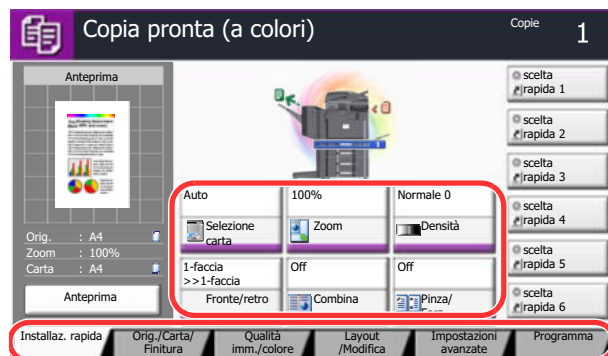 Copia pronta (a colori)
Copie
1
Anteprima
Orig. : A4
Zoom : 100%
Carta : A4
Anteprima
1
Auto
Selezione
carta
100%
Zoom
Normale 0
Densità
1-faccia
>>1-faccia
Fronte/retro
Off
Combina
Off
Pinza/
scelta
rapida 1
scelta
rapida 2
scelta
rapida 3
scelta
rapida 4
scelta
rapida 5
scelta
rapida 6
Installaz. rapida
Orig./Carta/
Finitura
Qualità
imm./colore
Layout
/Modifica
Impostazioni
avanzate
Programma